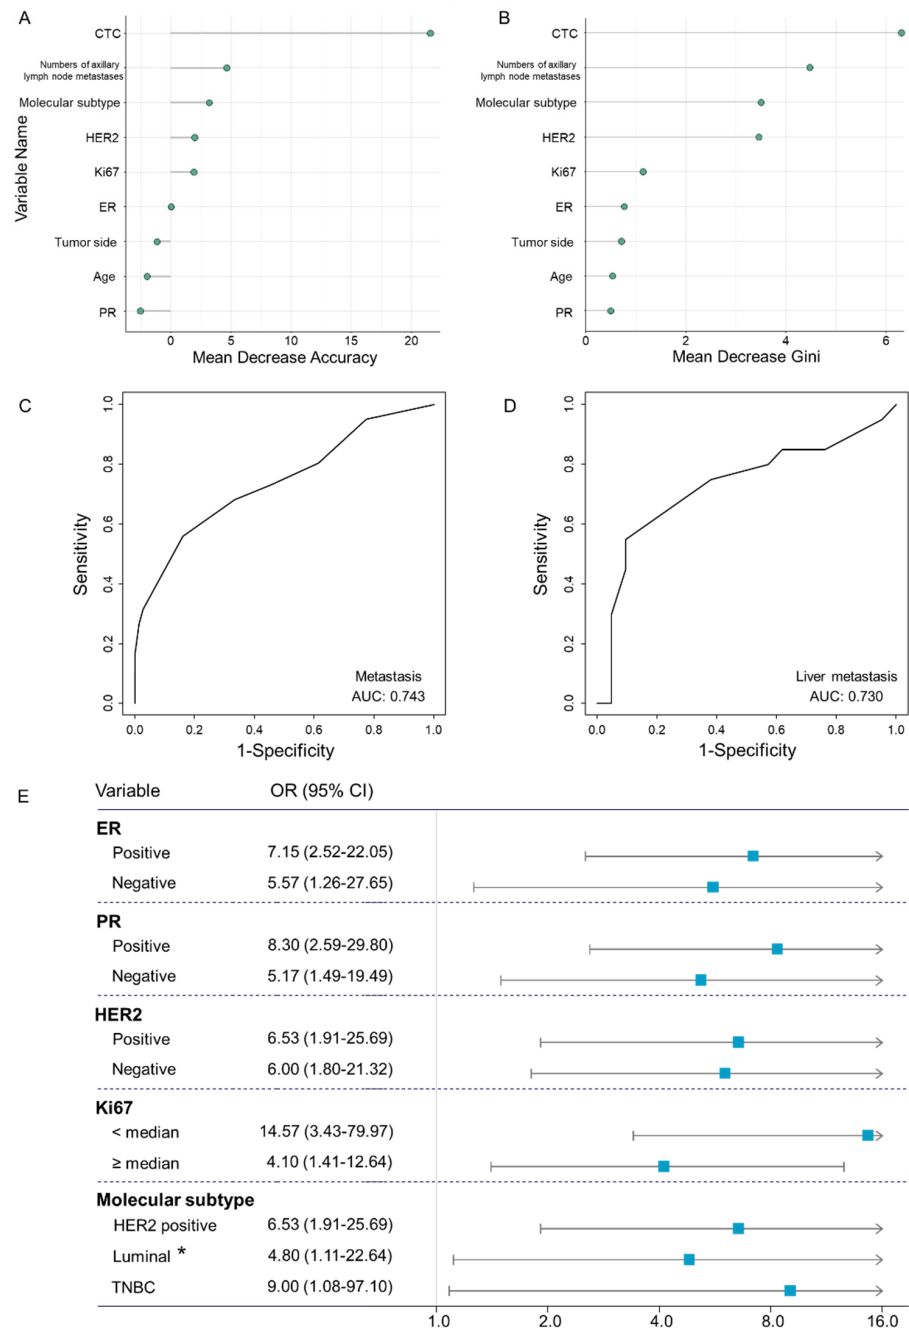 A
Variable Name
CTC
Numbers of axillary
lymph node metastases
Molecular subtype
HER2
Ki67
ER
Tumor side
Age
PR
0 5 10 15 20
Mean Decrease Accuracy
B
CTC
Numbers of axillary
lymph node metastases
Molecular subtype
HER2
Ki67
ER
Tumor side
Age
PR
0 2 4 6
Mean Decrease Gini
C
Sensitivity
1.0
0.8
0.6
0.4
0.2
0.0
Metastasis
AUC: 0.743
0.0 0.2 0.4 0.6 0.8 1.0
1-Specificity
D
Sensitivity
1.0
0.8
0.6
0.4
0.2
0.0
Liver metastasis
AUC: 0.730
0.0 0.2 0.4 0.6 0.8 1.0
1-Specificity
E
Variable OR (95% CI)
ER
Positive 7.15 (2.52-22.05)
Negative 5.57 (1.26-27.65)
PR
Positive 8.30 (2.59-29.80)
Negative 5.17 (1.49-19.49)
HER2
Positive 6.53 (1.91-25.69)
Negative 6.00 (1.80-21.32)
Ki67
< median 14.57 (3.43-79.97)
≥ median 4.10 (1.41-12.64)
Molecular subtype
HER2 positive 6.53 (1.91-25.69)
Luminal * 4.80 (1.11-22.64)
TNBC 9.00 (1.08-97.10)
1.0 2.0 4.0 8.0 16.0